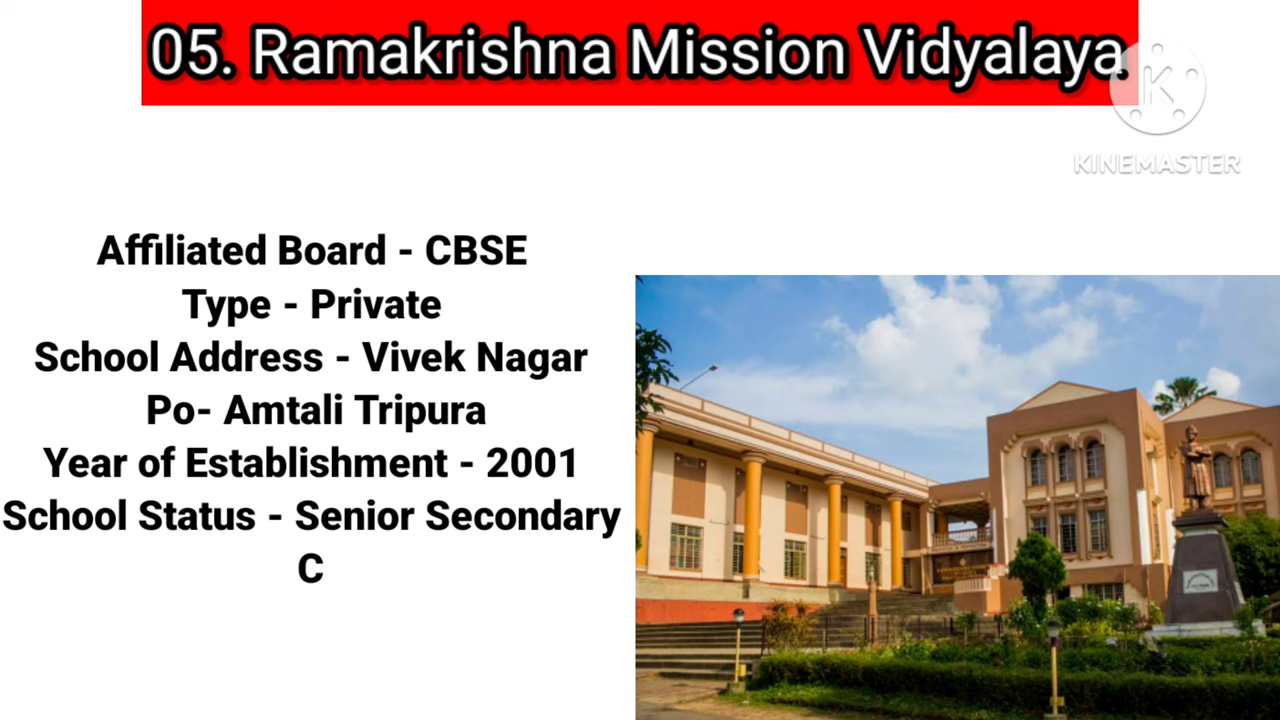 05. Ramakrishna Mission Vidyalaya
K
KINEMASTER
Affiliated Board - CBSE
Type - Private
School Address - Vivek Nagar
Po- Amtali Tripura
Year of Establishment - 2001
School Status - Senior Secondary
C